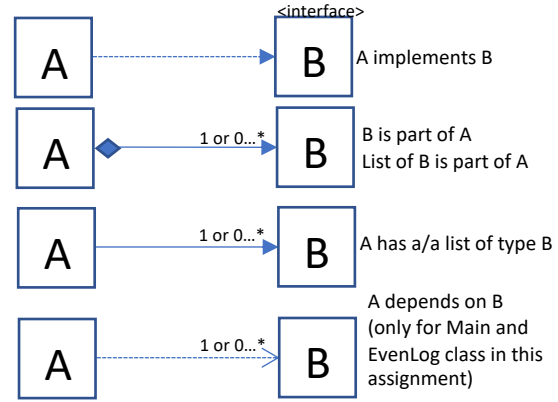 <interface>
A
B
A implements B
A
1 or 0...*
B
B is part of A
List of B is part of A
A
1 or 0...*
B
A has a/a list of type B
A
1 or 0...*
B
A depends on B
(only for Main and
EvenLog class in this
assignment)